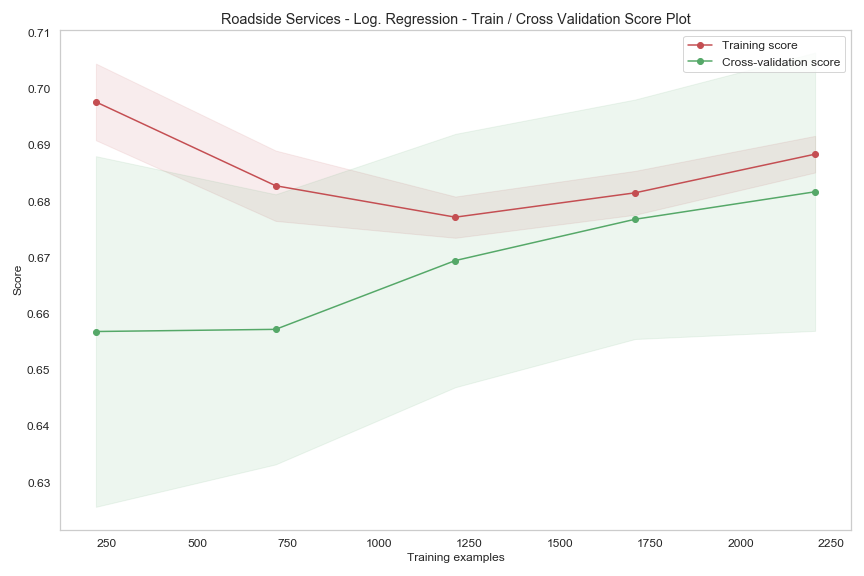 Roadside Services - Log. Regression - Train / Cross Validation Score Plot
0.71
0.70
0.69
0.68
0.67
0.66
0.65
0.64
0.63
Score
Training score
Cross-validation score
250 500 750 1000 1250 1500 1750 2000 2250
Training examples